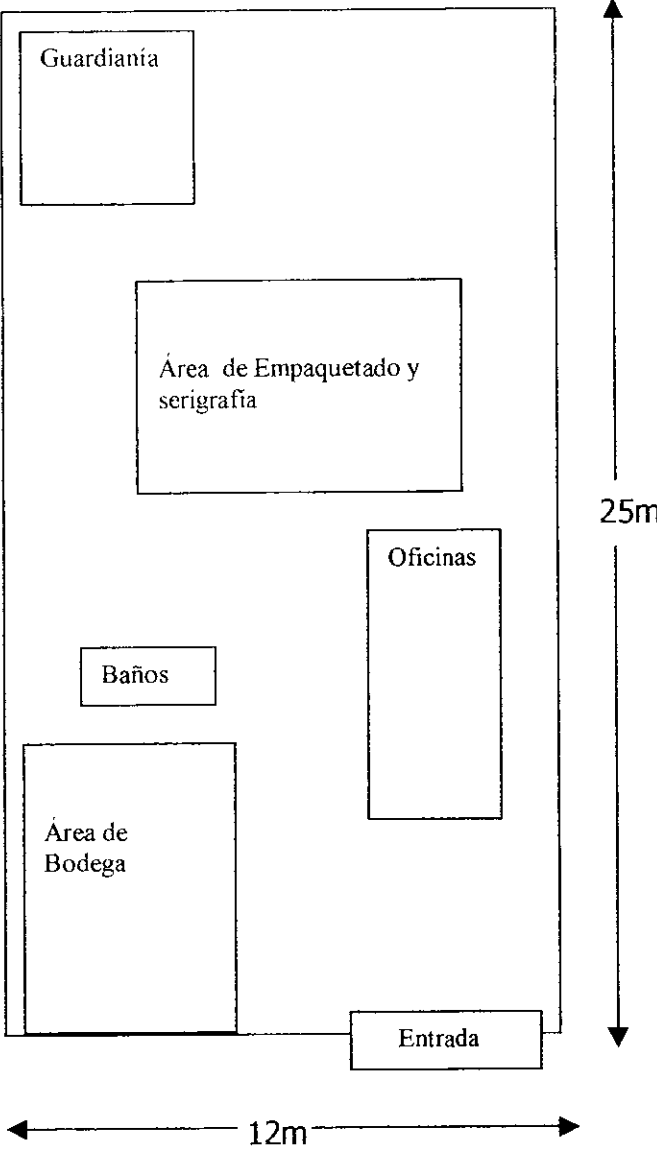 Guardianía
Área de Empaquetado y
serigrafía
25m
Oficinas
Baños
Área de
Bodega
Entrada
12m